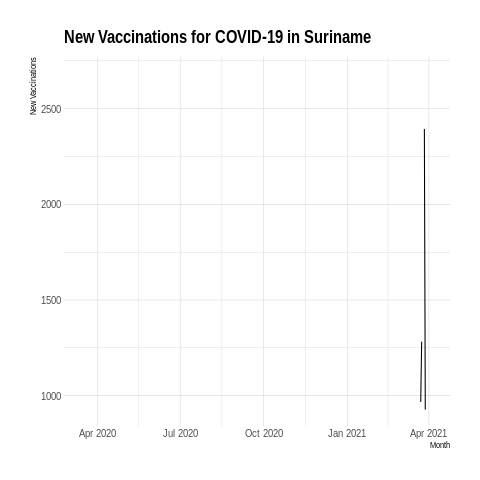 New Vaccinations for COVID-19 in Suriname
New Vaccinations
2500
2000
1500
1000
Apr 2020 Jul 2020 Oct 2020 Jan 2021 Apr 2021
Month